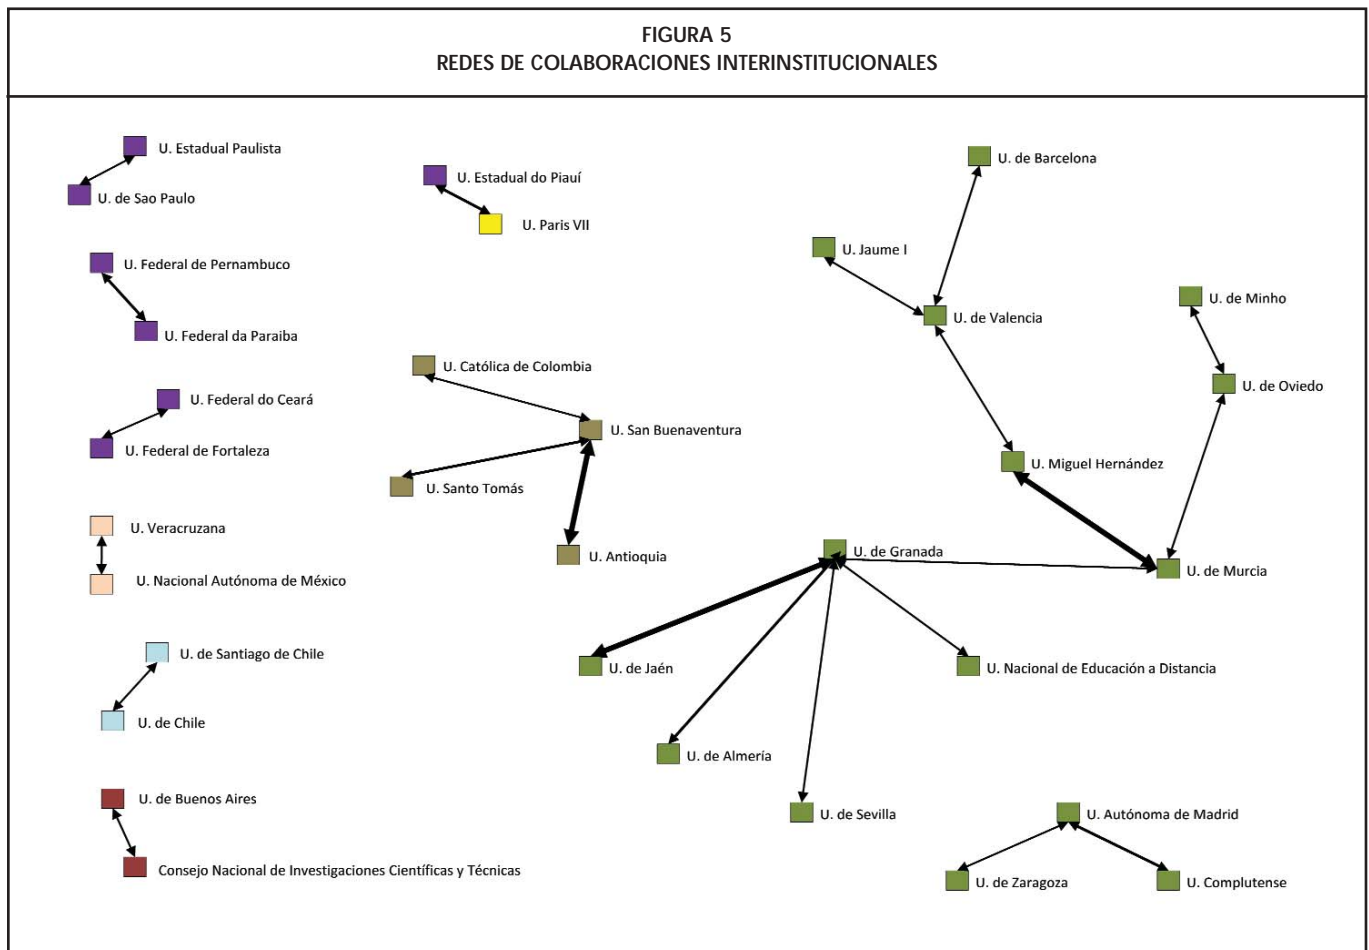 FIGURA 5
REDES DE COLABORACIONES INTERINSTITUCIONALES
U. Estadual Paulista
U. de Sao Paulo
U. Federal de Pernambuco
U. Federal da Paraiba
U. Federal do Ceará
U. Federal de Fortaleza
U. Veracruzana
U. Nacional Autónoma de México
U. de Santiago de Chile
U. de Chile
U. de Buenos Aires
Consejo Nacional de Investigaciones Científicas y Técnicas
U. Estadual do Piauí
U. Paris VII
U. Católica de Colombia
U. San Buenaventura
U. Santo Tomás
U. Antioquia
U. de Barcelona
U. Jaume I
U. de Valencia
U. de Minho
U. de Oviedo
U. Miguel Hernández
U. de Granada
U. de Murcia
U. de Jaén
U. Nacional de Educación a Distancia
U. de Almería
U. de Sevilla
U. Autónoma de Madrid
U. de Zaragoza
U. Complutense